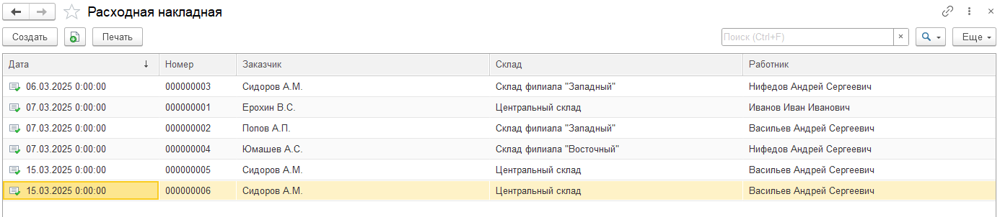 Расходная накладная
Создать Печать Поиск (Ctrl+F) × Еще
Дата ↓ Номер Заказчик Склад Работник
06.03.2025 0:00:00 000000003 Сидоров А.М. Склад филиала "Западный" Нифедов Андрей Сергеевич
07.03.2025 0:00:00 000000001 Ерохин В.С. Центральный склад Иванов Иван Иванович
07.03.2025 0:00:00 000000002 Попов А.П. Склад филиала "Западный" Васильев Андрей Сергеевич
07.03.2025 0:00:00 000000004 Юмашев А.С. Склад филиала "Восточный" Нифедов Андрей Сергеевич
15.03.2025 0:00:00 000000005 Сидоров А.М. Центральный склад Васильев Андрей Сергеевич
15.03.2025 0:00:00 000000006 Сидоров А.М. Центральный склад Васильев Андрей Сергеевич